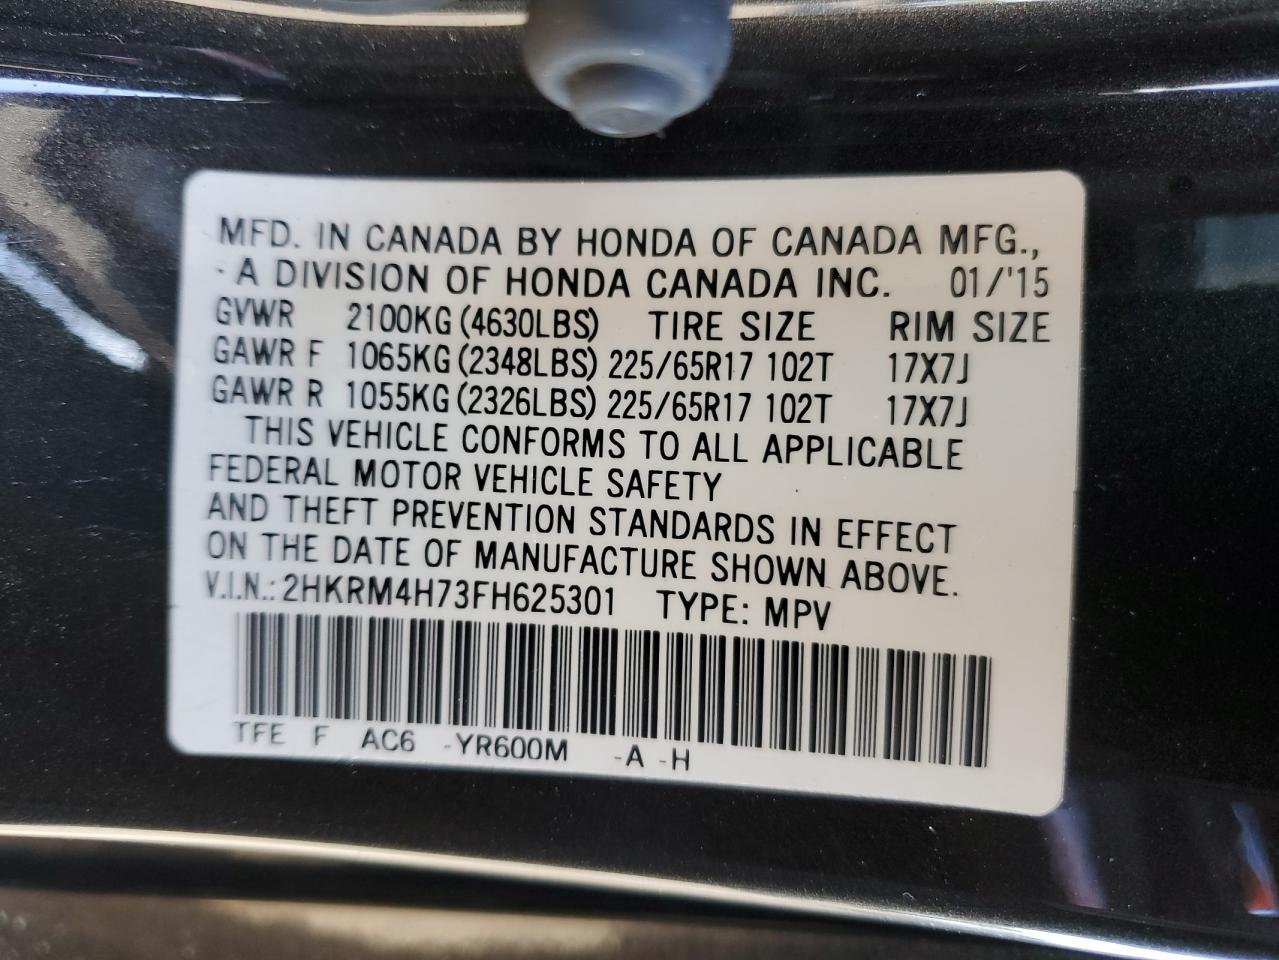 MFD. IN CANADA BY HONDA OF CANADA MFG.,
- A DIVISION OF HONDA CANADA INC. 01/'15
GVWR 2100KG (4630LBS) TIRE SIZE RIM SIZE
GAWR F 1065KG (2348LBS) 225/65R17 102T 17X7J
GAWR R 1055KG (2326LBS) 225/65R17 102T 17X7J
THIS VEHICLE CONFORMS TO ALL APPLICABLE
FEDERAL MOTOR VEHICLE SAFETY
AND THEFT PREVENTION STANDARDS IN EFFECT
ON THE DATE OF MANUFACTURE SHOWN ABOVE.
V.I.N.: 2HKRM4H73FH625301 TYPE: MPV
TFE F AC6 -YR600M -A -H